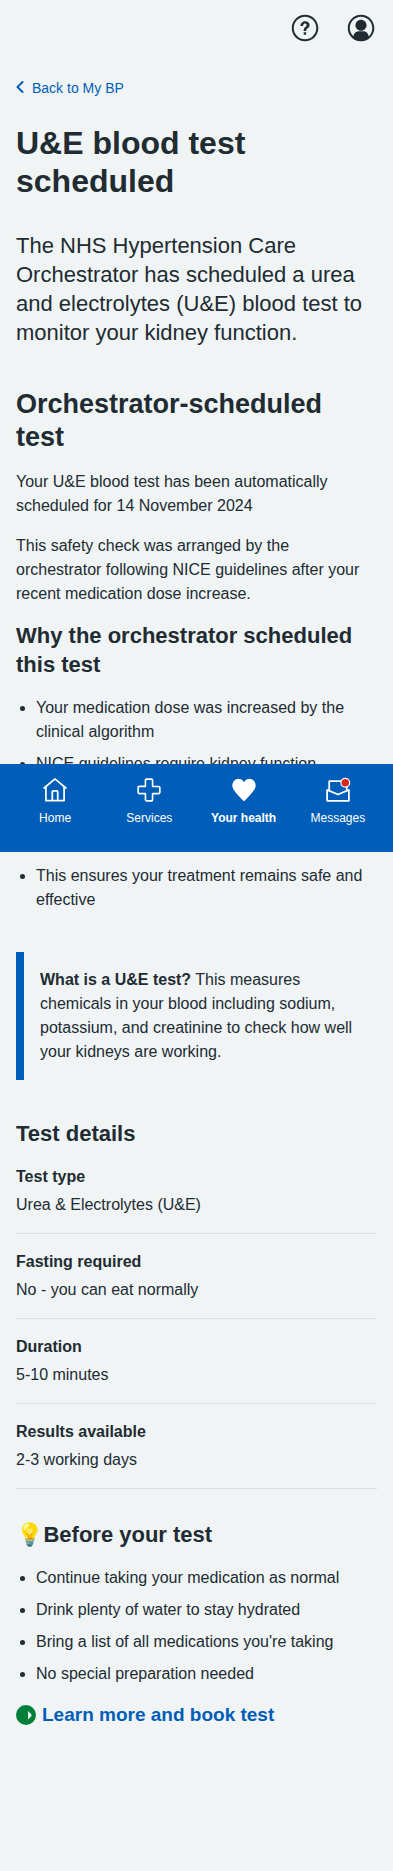 Back to My BP
U&E blood test
scheduled
The NHS Hypertension Care
Orchestrator has scheduled a urea
and electrolytes (U&E) blood test to
monitor your kidney function.
Orchestrator-scheduled
test
Your U&E blood test has been automatically
scheduled for 14 November 2024
This safety check was arranged by the
orchestrator following NICE guidelines after your
recent medication dose increase.
Why the orchestrator scheduled
this test
Your medication dose was increased by the
clinical algorithm
NICE guidelines require kidney function
Home Services Your health Messages
This ensures your treatment remains safe and
effective
What is a U&E test? This measures
chemicals in your blood including sodium,
potassium, and creatinine to check how well
your kidneys are working.
Test details
Test type
Urea & Electrolytes (U&E)
Fasting required
No - you can eat normally
Duration
5-10 minutes
Results available
2-3 working days
Before your test
Continue taking your medication as normal
Drink plenty of water to stay hydrated
Bring a list of all medications you're taking
No special preparation needed
Learn more and book test